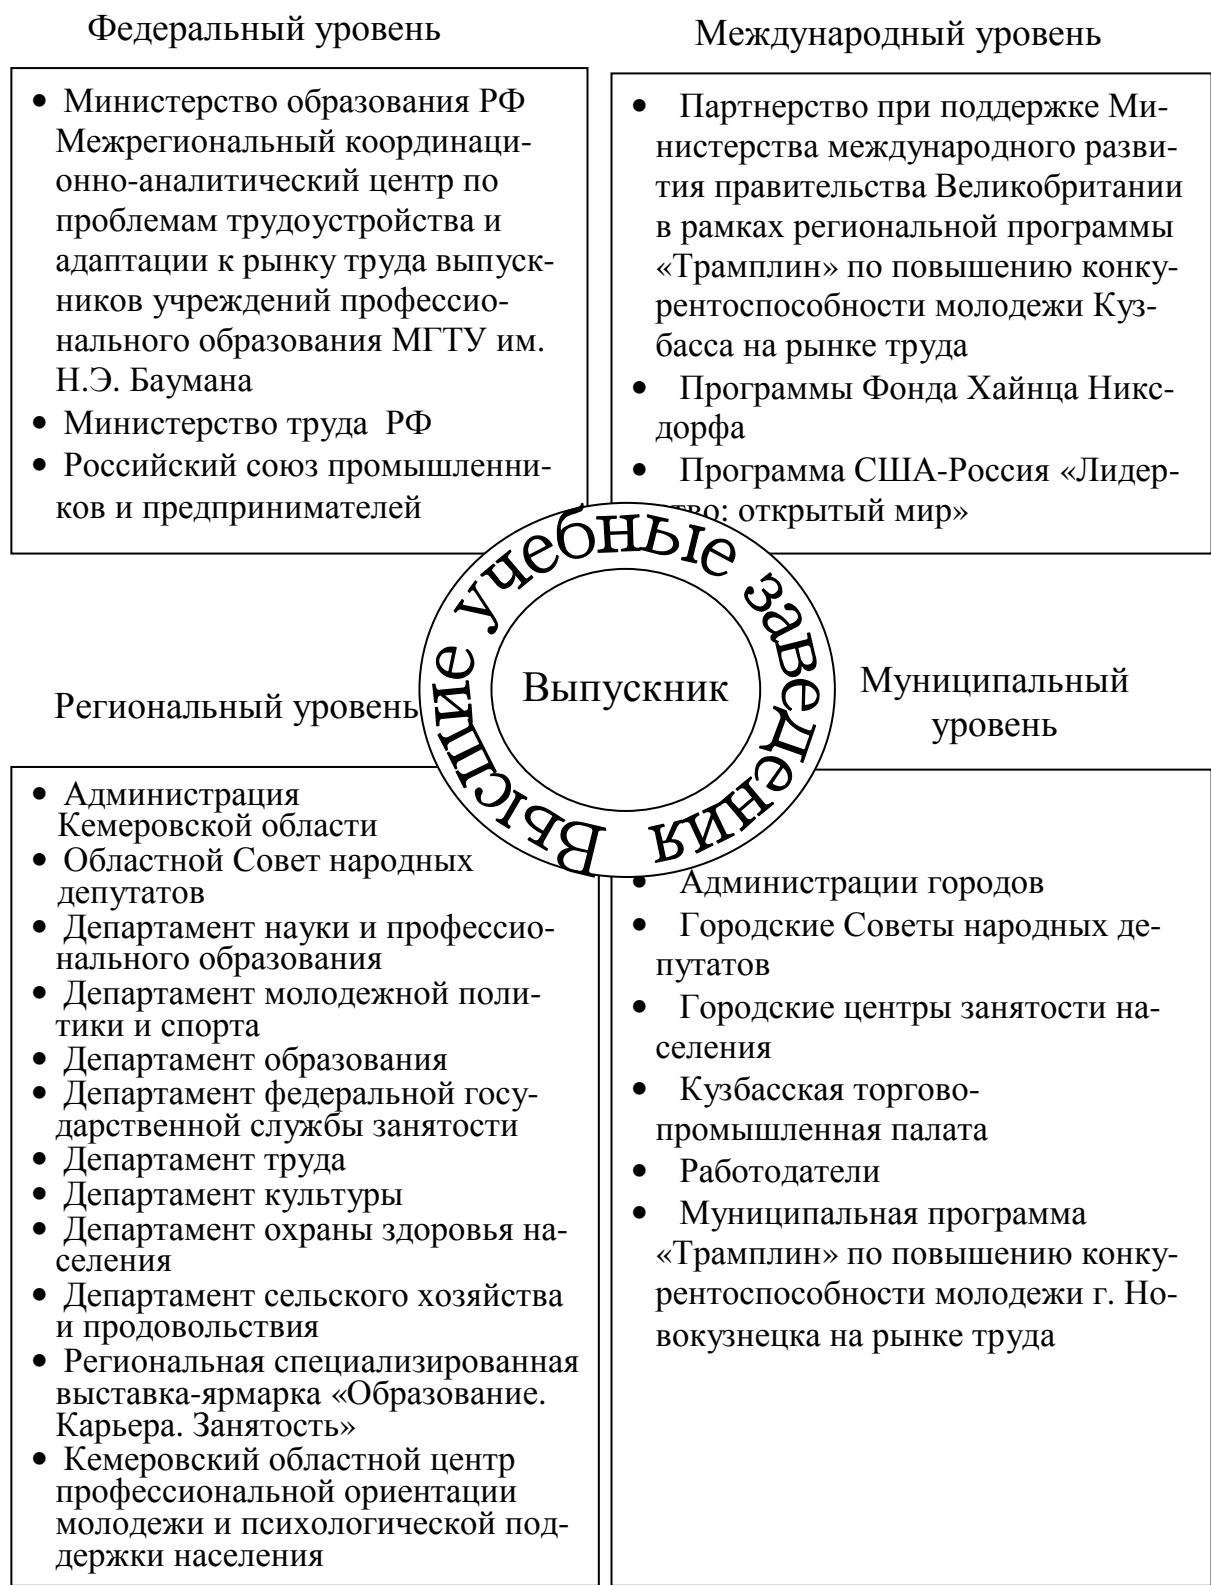 Федеральный уровень
• Министерство образования РФ
Межрегиональный координаци-
онно-аналитический центр по
проблемам трудоустройства и
адаптации к рынку труда выпуск-
ников учреждений профессио-
нального образования МГТУ им.
Н.Э. Баумана
• Министерство труда РФ
• Российский союз промышленни-
ков и предпринимателей
Международный уровень
• Партнерство при поддержке Ми-
нистерства международного разви-
тия правительства Великобритании
в рамках региональной программы
«Трамплин» по повышению конку-
рентоспособности молодежи Куз-
басса на рынке труда
• Программы Фонда Хайнца Никс-
дорфа
• Программа США-Россия «Лидер-
ство: открытый мир»
Высшие учебные заведения
Выпускник
Региональный уровень
• Администрация
Кемеровской области
• Областной Совет народных
депутатов
• Департамент науки и профессио-
нального образования
• Департамент молодежной поли-
тики и спорта
• Департамент образования
• Департамент федеральной госу-
дарственной службы занятости
• Департамент труда
• Департамент культуры
• Департамент охраны здоровья на-
селения
• Департамент сельского хозяйства
и продовольствия
• Региональная специализированная
выставка-ярмарка «Образование.
Карьера. Занятость»
• Кемеровский областной центр
профессиональной ориентации
молодежи и психологической под-
держки населения
Муниципальный
уровень
• Администрации городов
• Городские Советы народных де-
путатов
• Городские центры занятости на-
селения
• Кузбасская торгово-
промышленная палата
• Работодатели
• Муниципальная программа
«Трамплин» по повышению конку-
рентоспособности молодежи г. Но-
вокузнецка на рынке труда